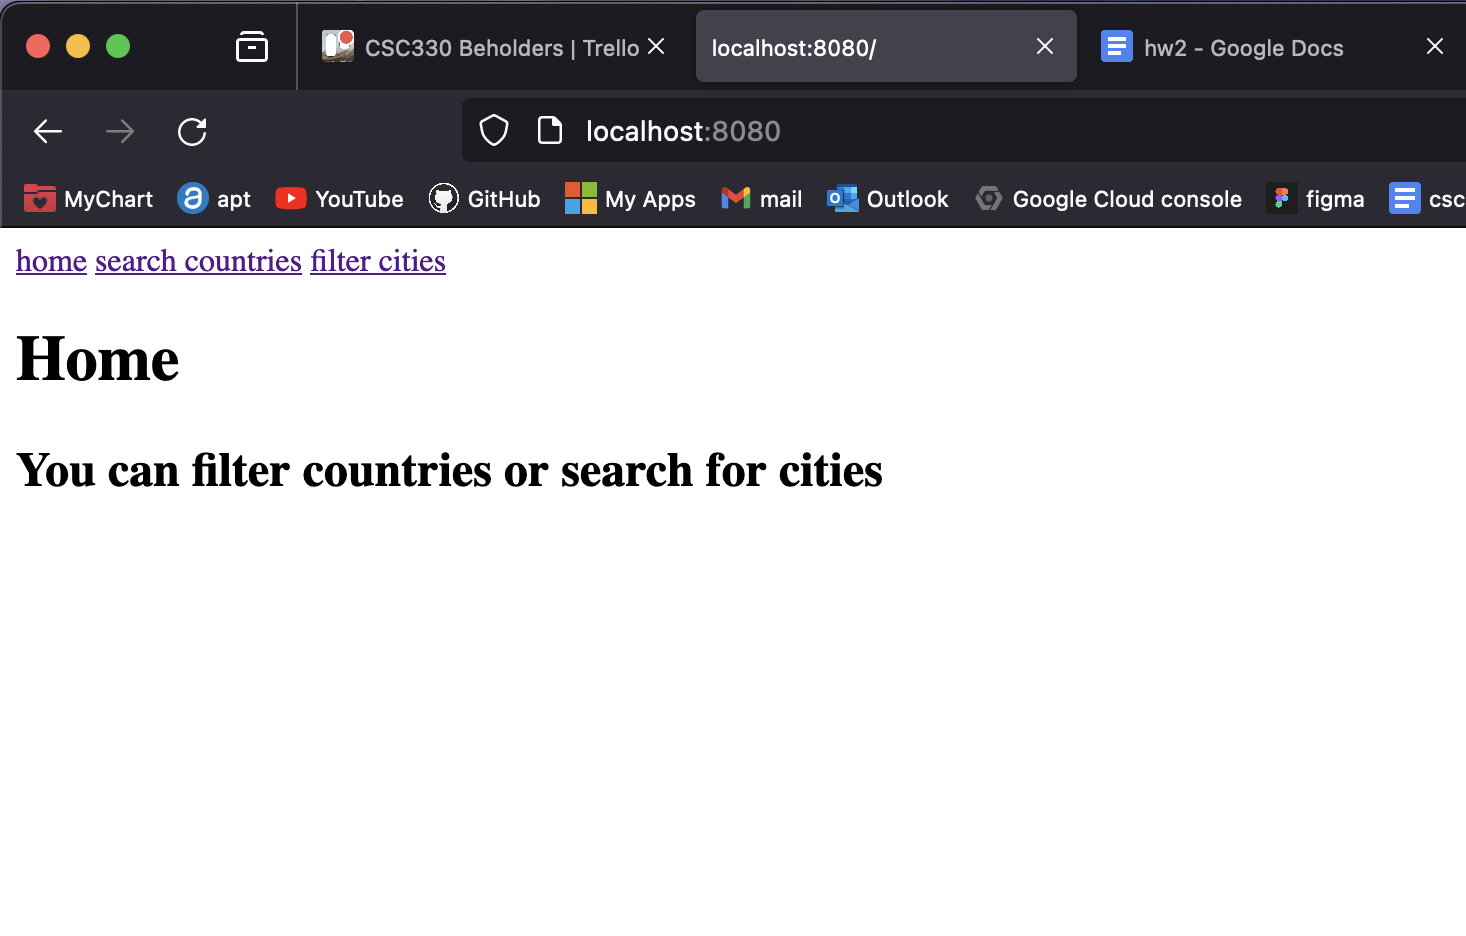 CSC330 Beholders | Trello
localhost:8080/
hw2 - Google Docs
localhost:8080
MyChart apt YouTube GitHub My Apps mail Outlook Google Cloud console figma csc
home search countries filter cities
Home
You can filter countries or search for cities